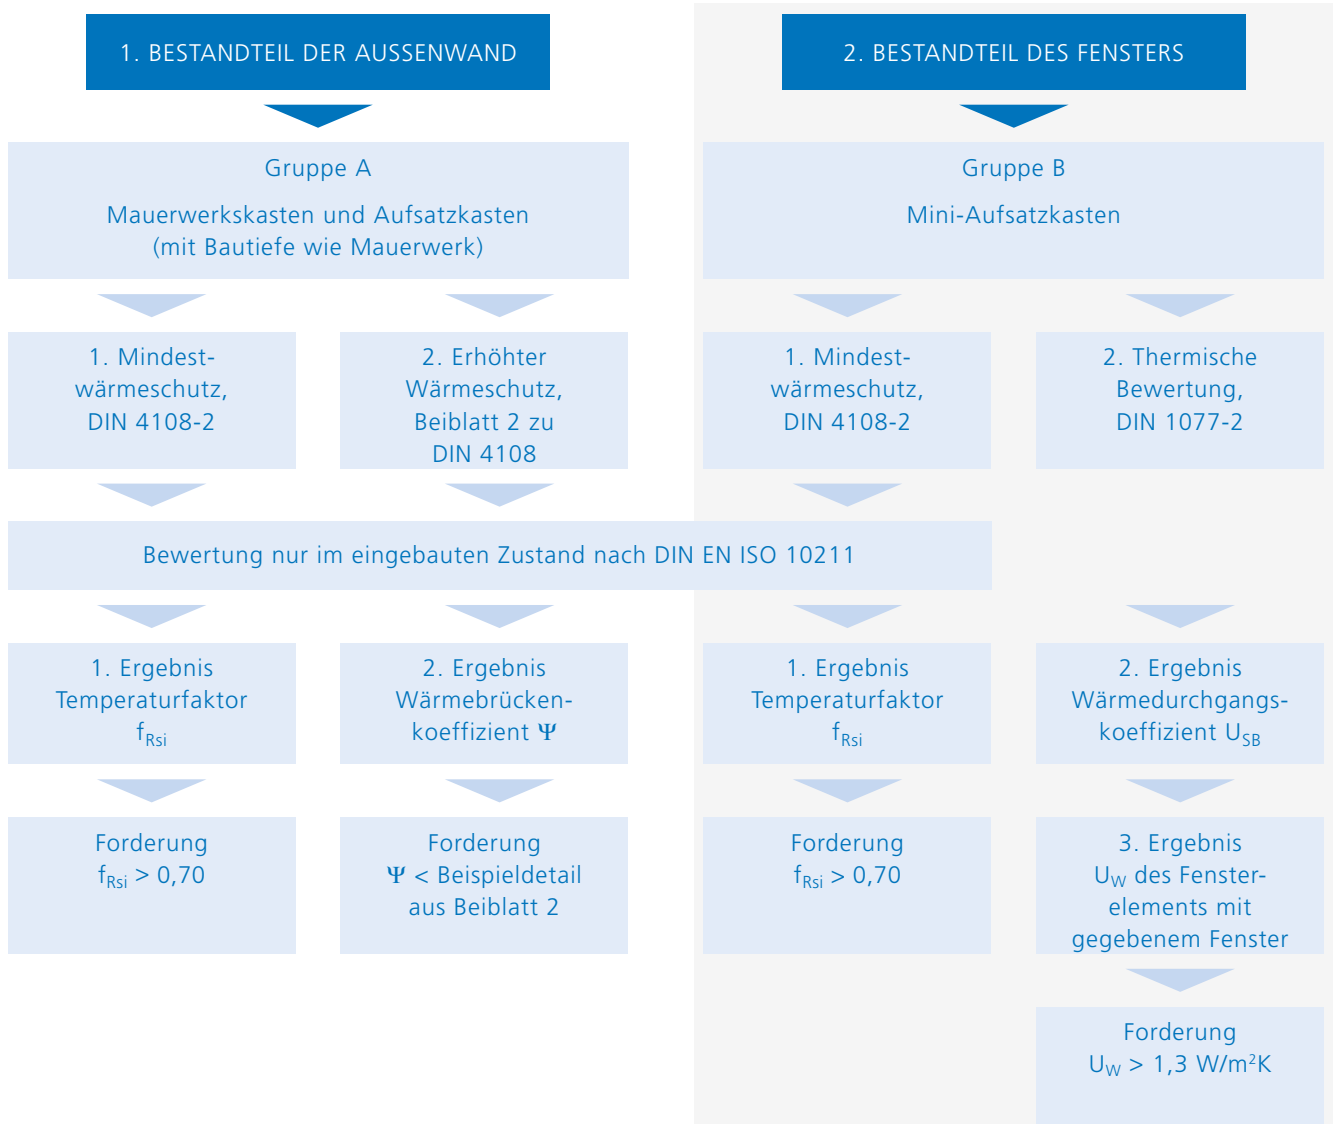 1. BESTANDTEIL DER AUSSENWAND
Gruppe A
Mauerwerkskasten und Aufsatzkasten
(mit Bautiefe wie Mauerwerk)
1. Mindest-
wärmeschutz,
DIN 4108-2
2. Erhöhter
Wärmeschutz,
Beiblatt 2 zu
DIN 4108
2. BESTANDTEIL DES FENSTERS
Gruppe B
Mini-Aufsatzkasten
1. Mindest-
wärmeschutz,
DIN 4108-2
2. Thermische
Bewertung,
DIN 1077-2
Bewertung nur im eingebauten Zustand nach DIN EN ISO 10211
1. Ergebnis
Temperaturfaktor
fRsi
2. Ergebnis
Wärmebrücken-
koeffizient Ψ
1. Ergebnis
Temperaturfaktor
fRsi
2. Ergebnis
Wärmedurchgangs-
koeffizient USB
Forderung
fRsi > 0,70
Forderung
Ψ < Beispieldetail
aus Beiblatt 2
Forderung
fRsi > 0,70
3. Ergebnis
UW des Fenster-
elements mit
gegebenem Fenster
Forderung
UW > 1,3 W/m²K